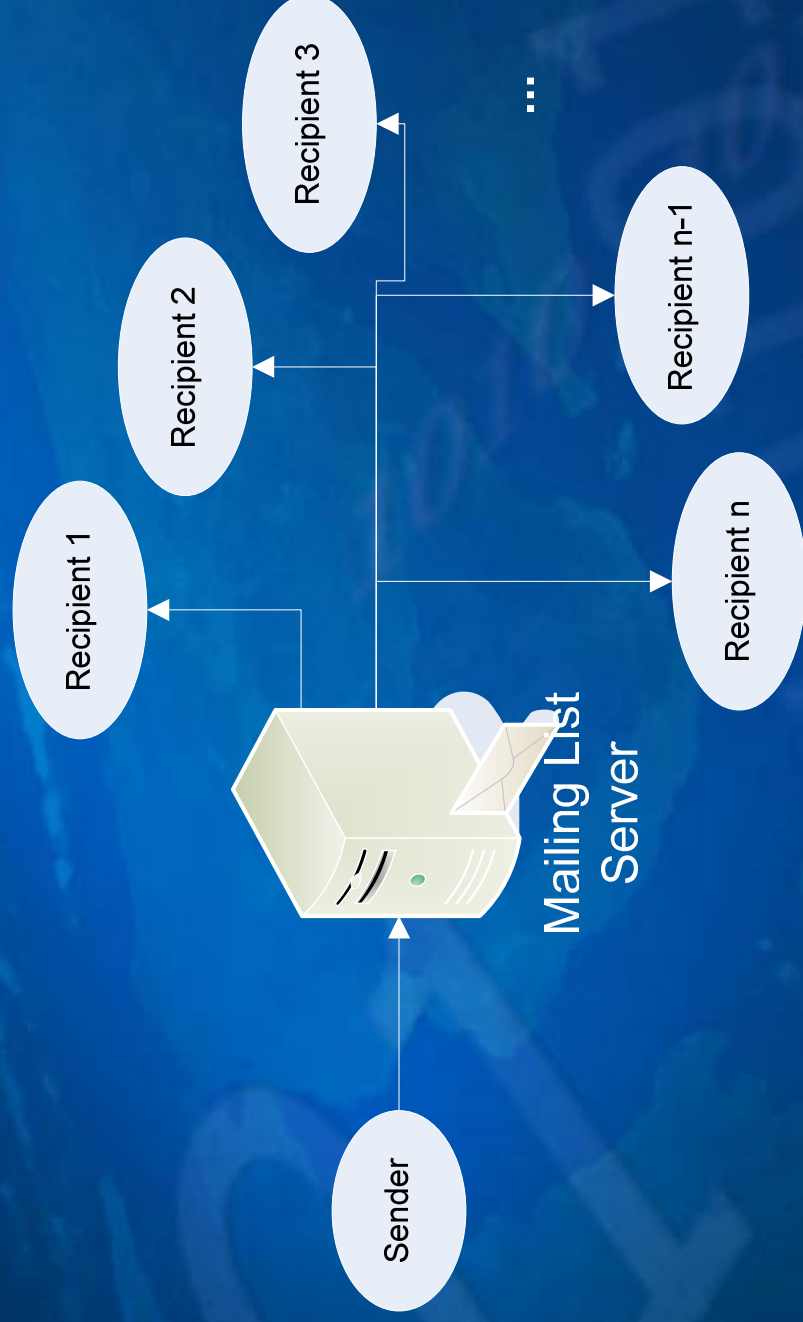 Recipient 1
Recipient 2
Recipient 3
...
Sender
Mailing List
Server
Recipient n-1
Recipient n